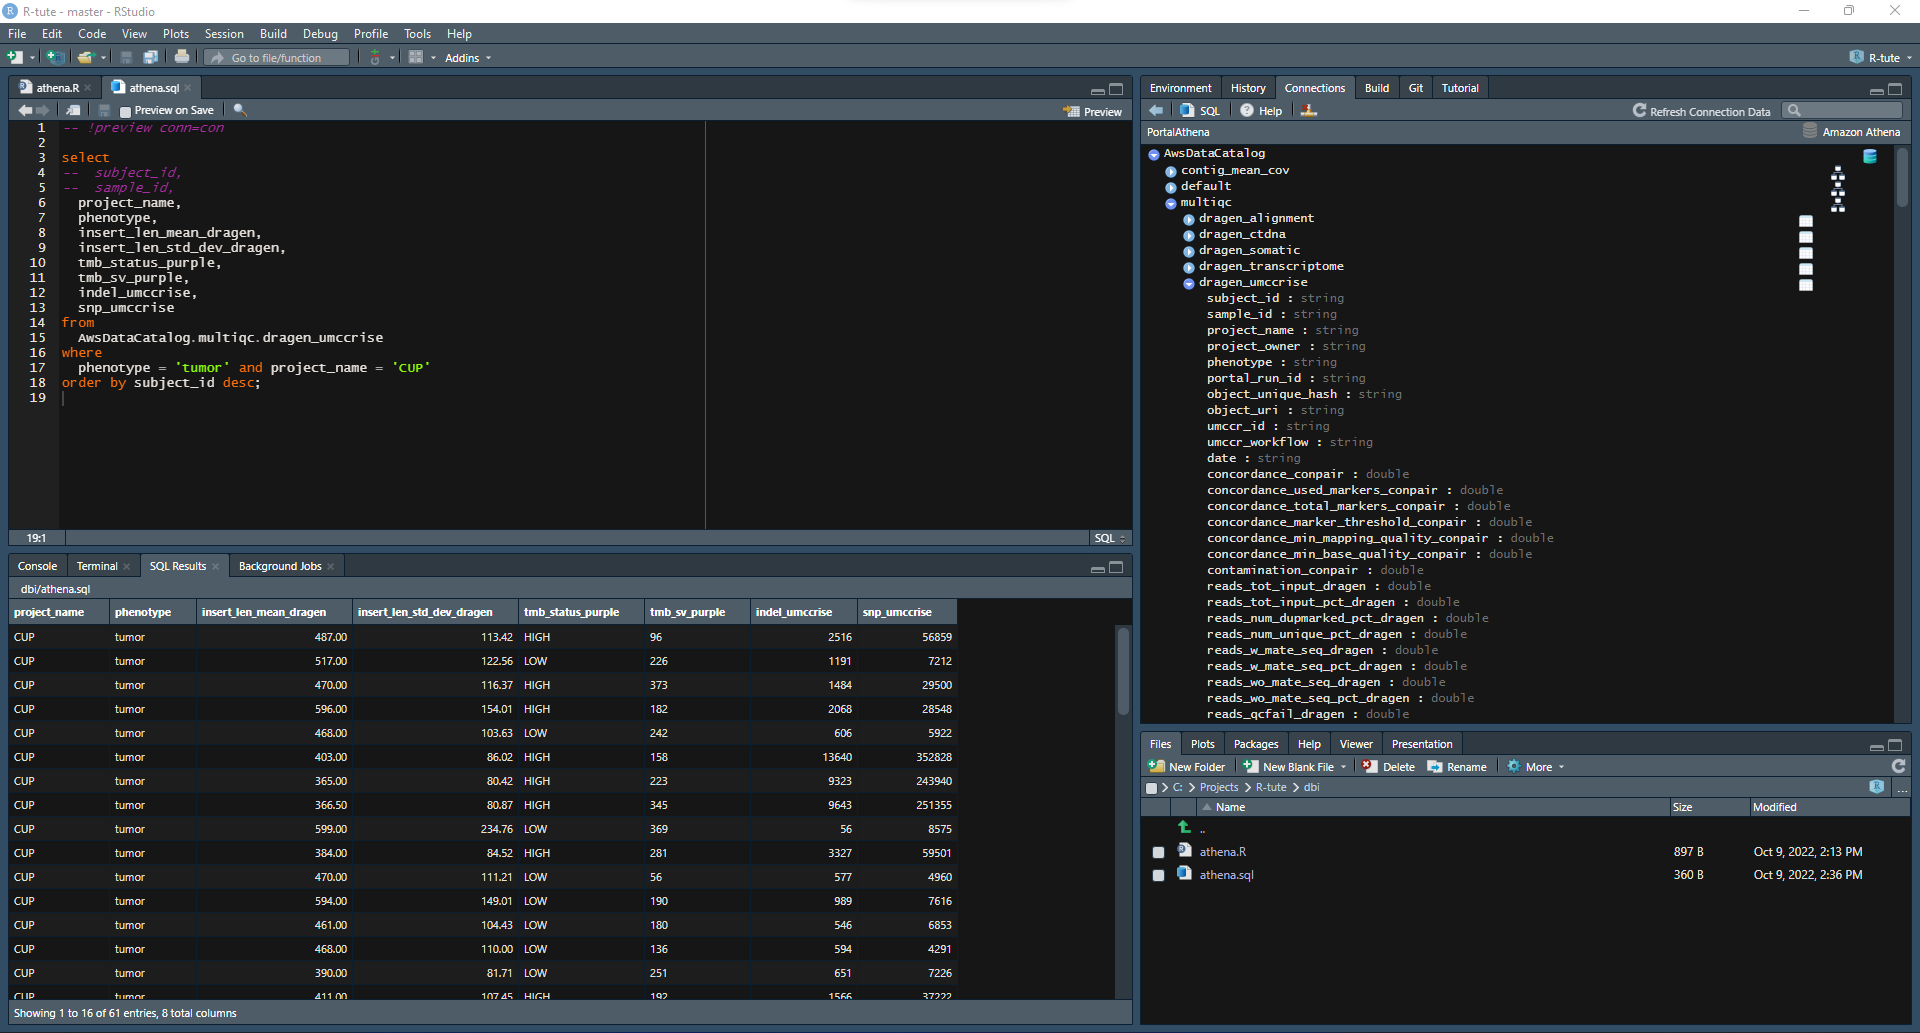 R-tute - master - RStudio
File Edit Code View Plots Session Build Debug Profile Tools Help
Go to file/function Addins R-tute
athena.R athena.sql
Preview on Save Preview
1 -- !preview conn=con
2
3 select
4 -- subject_id,
5 -- sample_id,
6 project_name,
7 phenotype,
8 insert_len_mean_dragen,
9 insert_len_std_dev_dragen,
10 tmb_status_purple,
11 tmb_sv_purple,
12 indel_umccrise,
13 snp_umccrise
14 from
15 AwsDataCatalog.multiqc.dragen_umccrise
16 where
17 phenotype = 'tumor' and project_name = 'CUP'
18 order by subject_id desc;
19
19:1 SQL
Console Terminal SQL Results Background Jobs
dbi/athena.sql
project_name phenotype insert_len_mean_dragen insert_len_std_dev_dragen tmb_status_purple tmb_sv_purple indel_umccrise snp_umccrise
CUP tumor 487.00 113.42 HIGH 96 2516 56859
CUP tumor 517.00 122.56 LOW 226 1191 7212
CUP tumor 470.00 116.37 HIGH 373 1484 29500
CUP tumor 596.00 154.01 HIGH 182 2068 28548
CUP tumor 468.00 103.63 LOW 242 606 5922
CUP tumor 403.00 86.02 HIGH 158 13640 352828
CUP tumor 365.00 80.42 HIGH 223 9323 243940
CUP tumor 366.50 80.87 HIGH 345 9643 251355
CUP tumor 599.00 234.76 LOW 369 56 8575
CUP tumor 384.00 84.52 HIGH 281 3327 59501
CUP tumor 470.00 111.21 LOW 56 577 4960
CUP tumor 594.00 149.01 LOW 190 989 7616
CUP tumor 461.00 104.43 LOW 180 546 6853
CUP tumor 468.00 110.00 LOW 136 594 4291
CUP tumor 390.00 81.71 LOW 251 651 7226
CUP tumor 411.00 107.45 HIGH 192 1566 37222
Showing 1 to 16 of 61 entries, 8 total columns
Environment History Connections Build Git Tutorial
SQL Help Refresh Connection Data
PortalAthena Amazon Athena
AwsDataCatalog
contig_mean_cov
default
multiqc
dragen_alignment
dragen_ctdna
dragen_somatic
dragen_transcriptome
dragen_umccrise
subject_id : string
sample_id : string
project_name : string
project_owner : string
phenotype : string
portal_run_id : string
object_unique_hash : string
object_uri : string
umccr_id : string
umccr_workflow : string
date : string
concordance_conpair : double
concordance_used_markers_conpair : double
concordance_total_markers_conpair : double
concordance_marker_threshold_conpair : double
concordance_min_mapping_quality_conpair : double
concordance_min_base_quality_conpair : double
contamination_conpair : double
reads_tot_input_dragen : double
reads_tot_input_pct_dragen : double
reads_num_dupmarked_pct_dragen : double
reads_num_unique_pct_dragen : double
reads_w_mate_seq_dragen : double
reads_w_mate_seq_pct_dragen : double
reads_wo_mate_seq_dragen : double
reads_wo_mate_seq_pct_dragen : double
reads_qcfail_dragen : double
Files Plots Packages Help Viewer Presentation
New Folder New Blank File Delete Rename More
C: > Projects > R-tute > dbi ...
Name Size Modified
..
athena.R 897 B Oct 9, 2022, 2:13 PM
athena.sql 360 B Oct 9, 2022, 2:36 PM